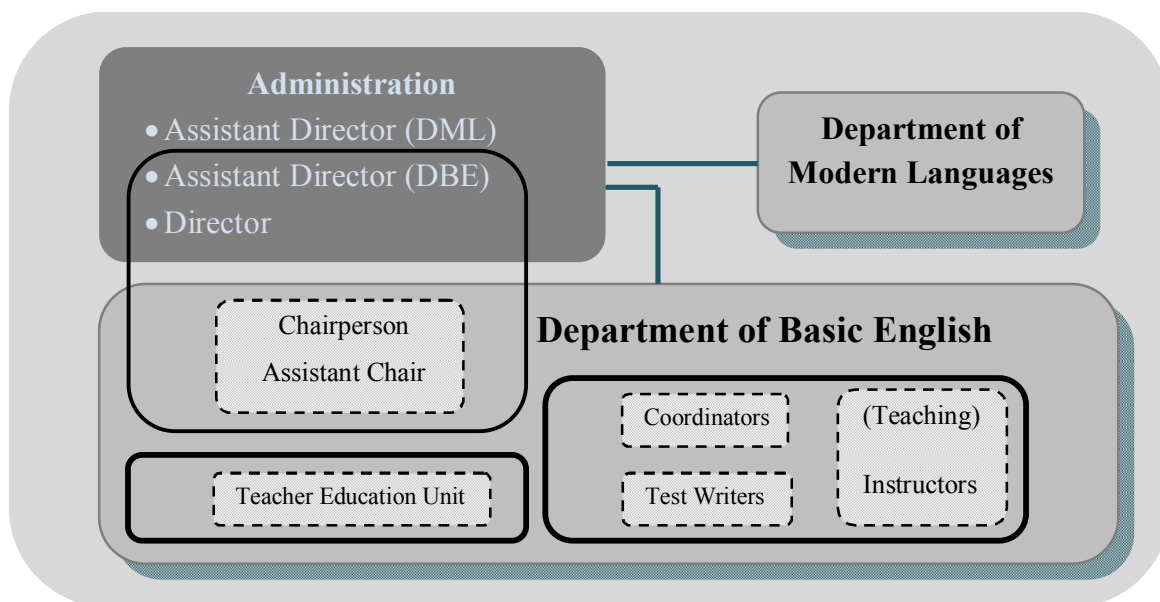 Administration
• Assistant Director (DML)
• Assistant Director (DBE)
• Director
Department of
Modern Languages
Department of Basic English
Chairperson
Assistant Chair
Teacher Education Unit
Coordinators
Test Writers
(Teaching)
Instructors